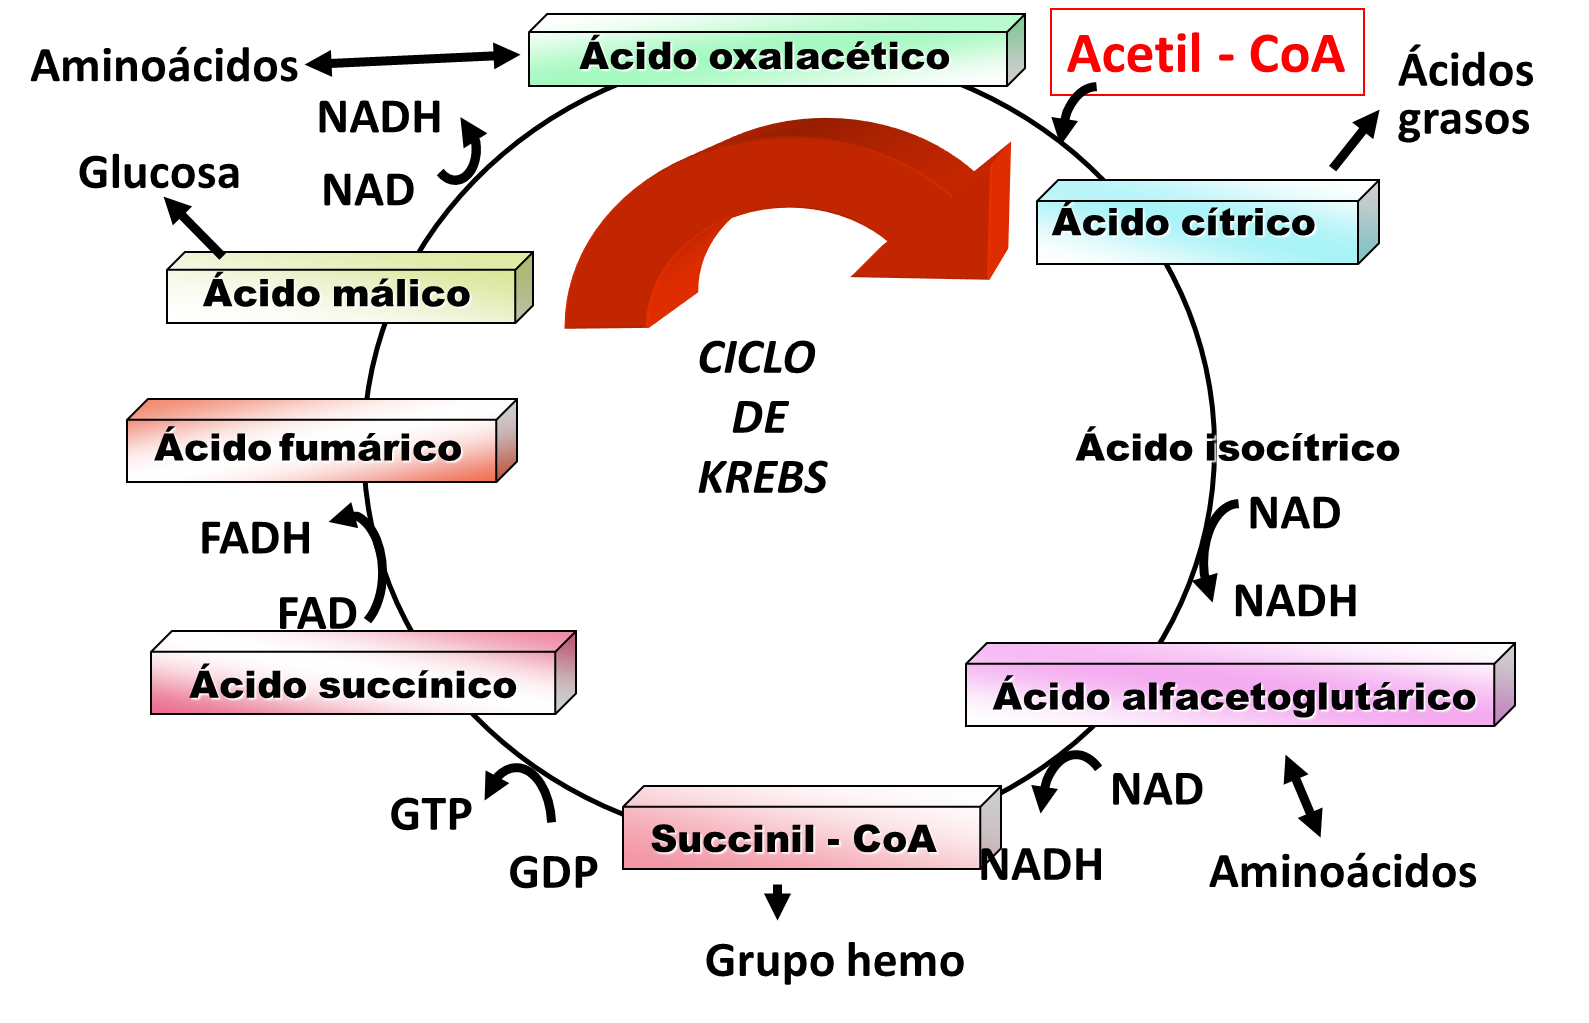 Ácido oxalacético
Acetil - CoA
Aminoácidos
Ácidos
grasos
NADH
Glucosa
NAD
Ácido cítrico
Ácido málico
CICLO
DE
KREBS
Ácido fumárico
Ácido isocítrico
NAD
FADH
NADH
FAD
Ácido succínico
Ácido alfacetoglutárico
NAD
GTP
Succinil - CoA
NADH
GDP
Aminoácidos
Grupo hemo